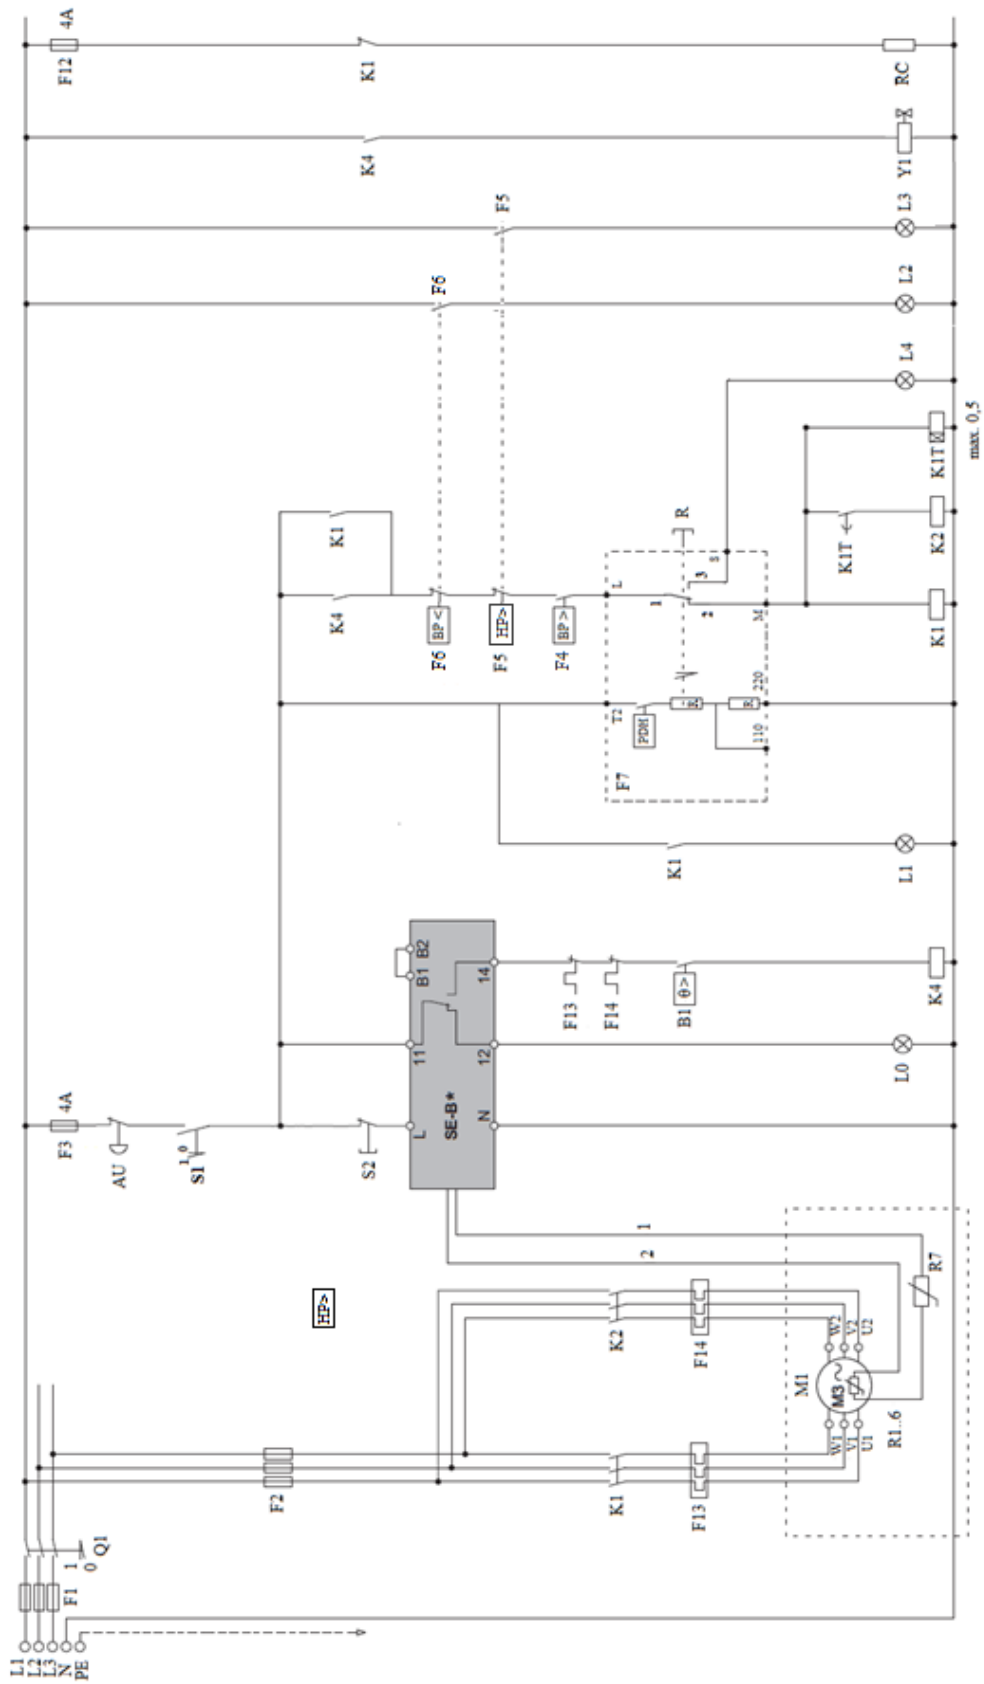 L1
L2
L3
N
PE
F1
1
0
Q1
F2
K1
F13
W1
V1
U1
M1
M3
R1..6
K2
F14
W2
V2
U2
R7
HP>
2
1
F3
4A
AU
1 0
S1
S2
L
11
B1
B2
SE-B*
N
12
14
L0
F13
F14
B1
θ>
K4
K1
L1
F7
T2
PDM
R
R
110
220
K4
K1
F6
BP<
F5
HP>
F4
BP>
L
1
2
3
S
M
R
K1
K1T
K2
K1T
max. 0,5
L4
F6
L2
F5
L3
K4
Y1
F12
4A
K1
RC